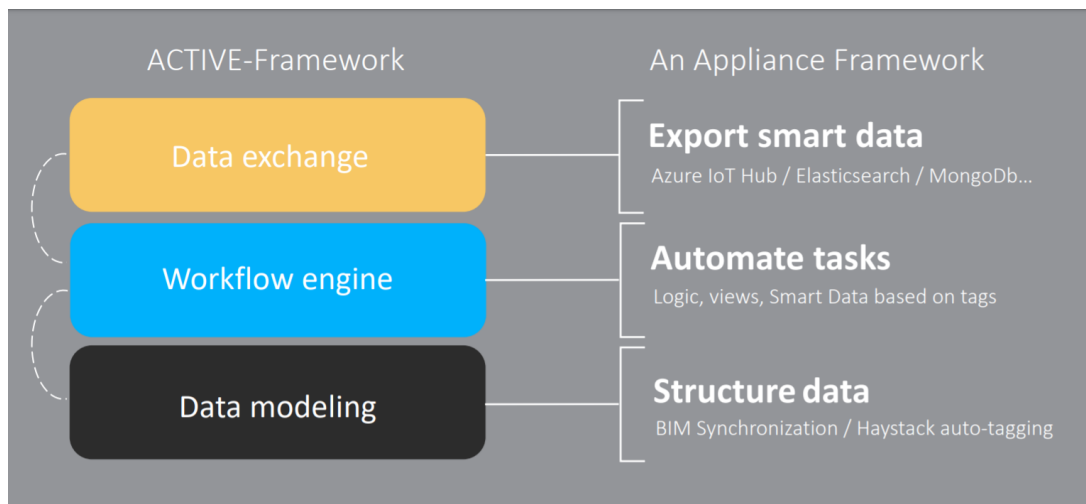 ACTIVE-Framework
An Appliance Framework
Data exchange
Export smart data
Azure IoT Hub / Elasticsearch / MongoDb...
Workflow engine
Automate tasks
Logic, views, Smart Data based on tags
Data modeling
Structure data
BIM Synchronization / Haystack auto-tagging